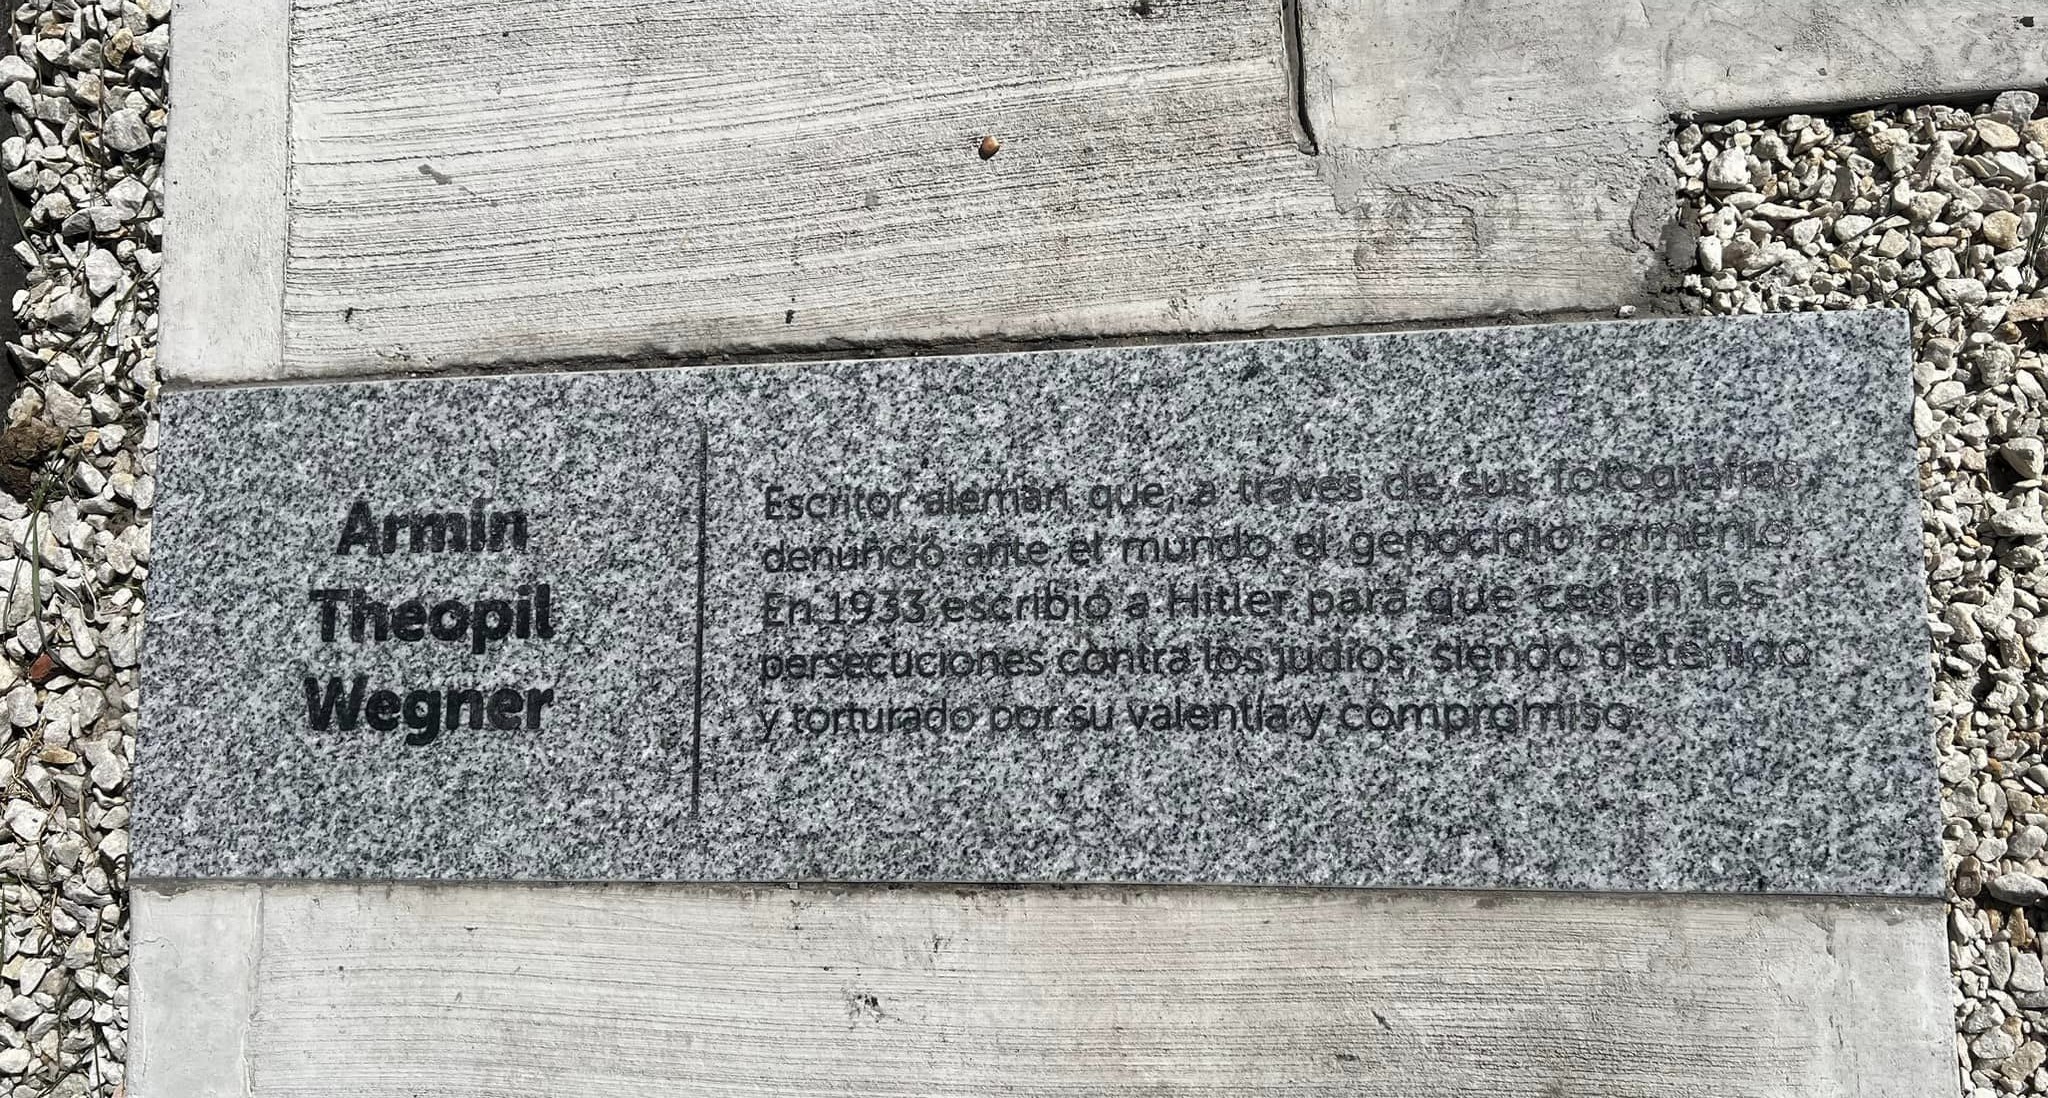 Armín
Theopil
Wegner
Escritor alemán que, a través de sus fotografías,
denunció ante el mundo el genocidio armenio.
En 1933 escribió a Hitler para que cesen las
persecuciones contra los judíos, siendo detenido
y torturado por su valentía y compromiso.